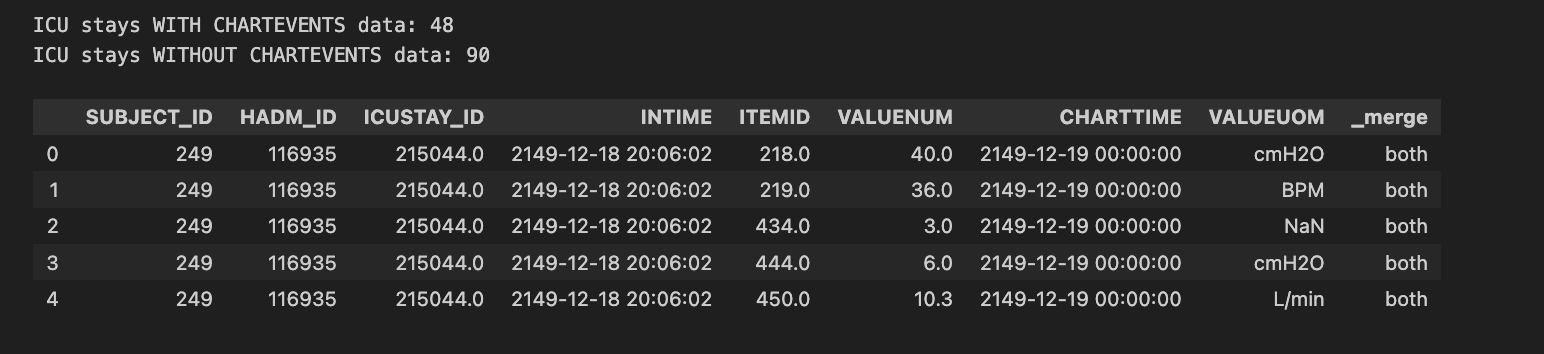 ICU stays WITH CHARTEVENTS data: 48
ICU stays WITHOUT CHARTEVENTS data: 90
SUBJECT_ID HADM_ID ICUSTAY_ID INTIME ITEMID VALUENUM CHARTTIME VALUEUOM _merge
0 249 116935 215044.0 2149-12-18 20:06:02 218.0 40.0 2149-12-19 00:00:00 cmH2O both
1 249 116935 215044.0 2149-12-18 20:06:02 219.0 36.0 2149-12-19 00:00:00 BPM both
2 249 116935 215044.0 2149-12-18 20:06:02 434.0 3.0 2149-12-19 00:00:00 NaN both
3 249 116935 215044.0 2149-12-18 20:06:02 444.0 6.0 2149-12-19 00:00:00 cmH2O both
4 249 116935 215044.0 2149-12-18 20:06:02 450.0 10.3 2149-12-19 00:00:00 L/min both